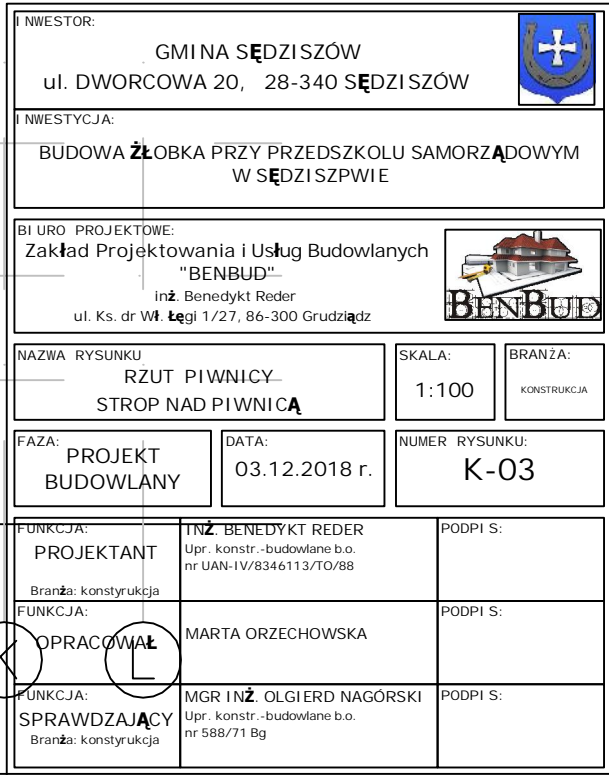 INWESTOR:
GMINA SĘDZISZÓW
ul. DWORCOWA 20, 28-340 SĘDZISZÓW
INWESTYCJA:
BUDOWA ŻŁOBKA PRZY PRZEDSZKOLU SAMORZĄDOWYM
W SĘDZISZPWIE
BIURO PROJEKTOWE:
Zakład Projektowania i Usług Budowlanych
"BENBUD"
inż. Benedykt Reder
ul. Ks. dr Wł. Łęgi 1/27, 86-300 Grudziądz
BENBUD
NAZWA RYSUNKU
RZUT PIWNICY
STROP NAD PIWNICĄ
SKALA:
1:100
BRANŻA:
KONSTRUKCJA
FAZA:
PROJEKT
BUDOWLANY
DATA:
03.12.2018 r.
NUMER RYSUNKU:
K-03
FUNKCJA:
PROJEKTANT
Branża: konstyrukcja
INŻ. BENEDYKT REDER
Upr. konstr.-budowlane b.o.
nr UAN-IV/8346113/TO/88
PODPIS:
FUNKCJA:
OPRACOWAŁ
MARTA ORZECHOWSKA
PODPIS:
K
L
FUNKCJA:
SPRAWDZAJĄCY
Branża: konstyrukcja
MGR INŻ. OLGIERD NAGÓRSKI
Upr. konstr.-budowlane b.o.
nr 588/71 Bg
PODPIS: